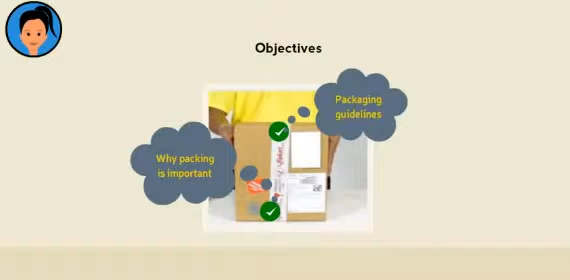 Objectives
Packaging
guidelines
Why packing
is important